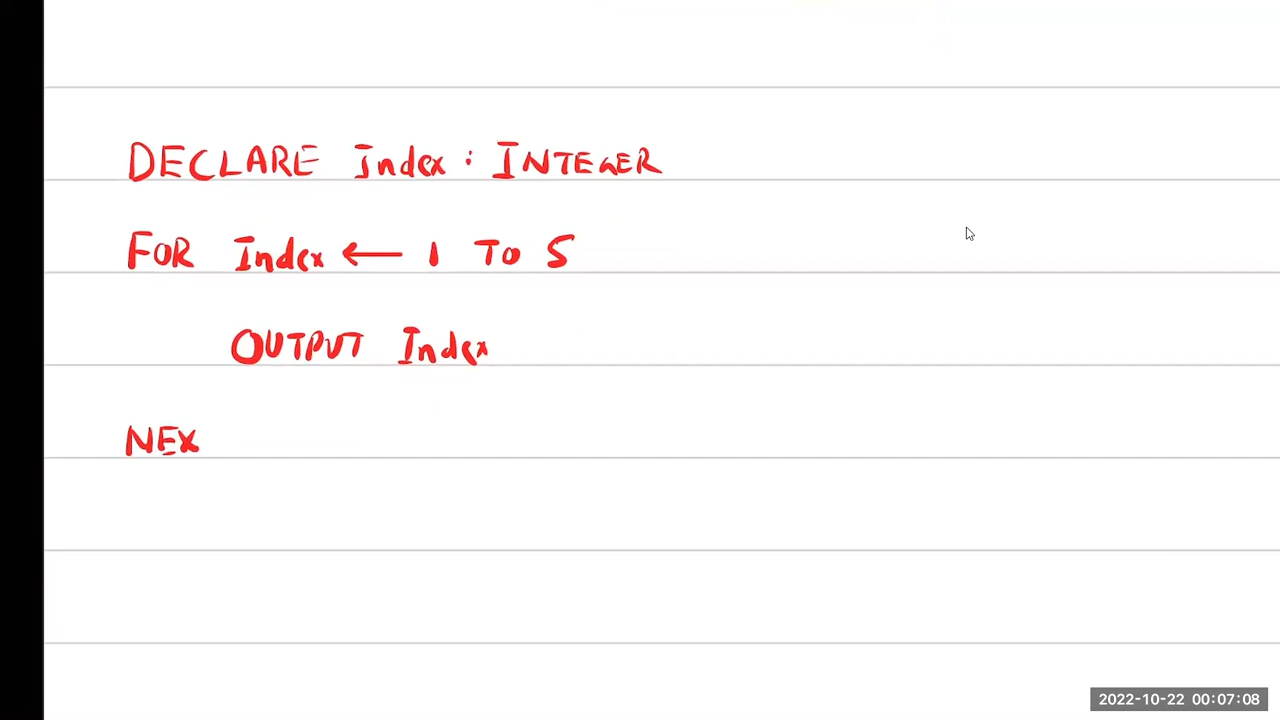 DECLARE Index : INTEGER
FOR Index ← 1 TO 5
OUTPUT Index
NEX
2022-10-22 00:07:08